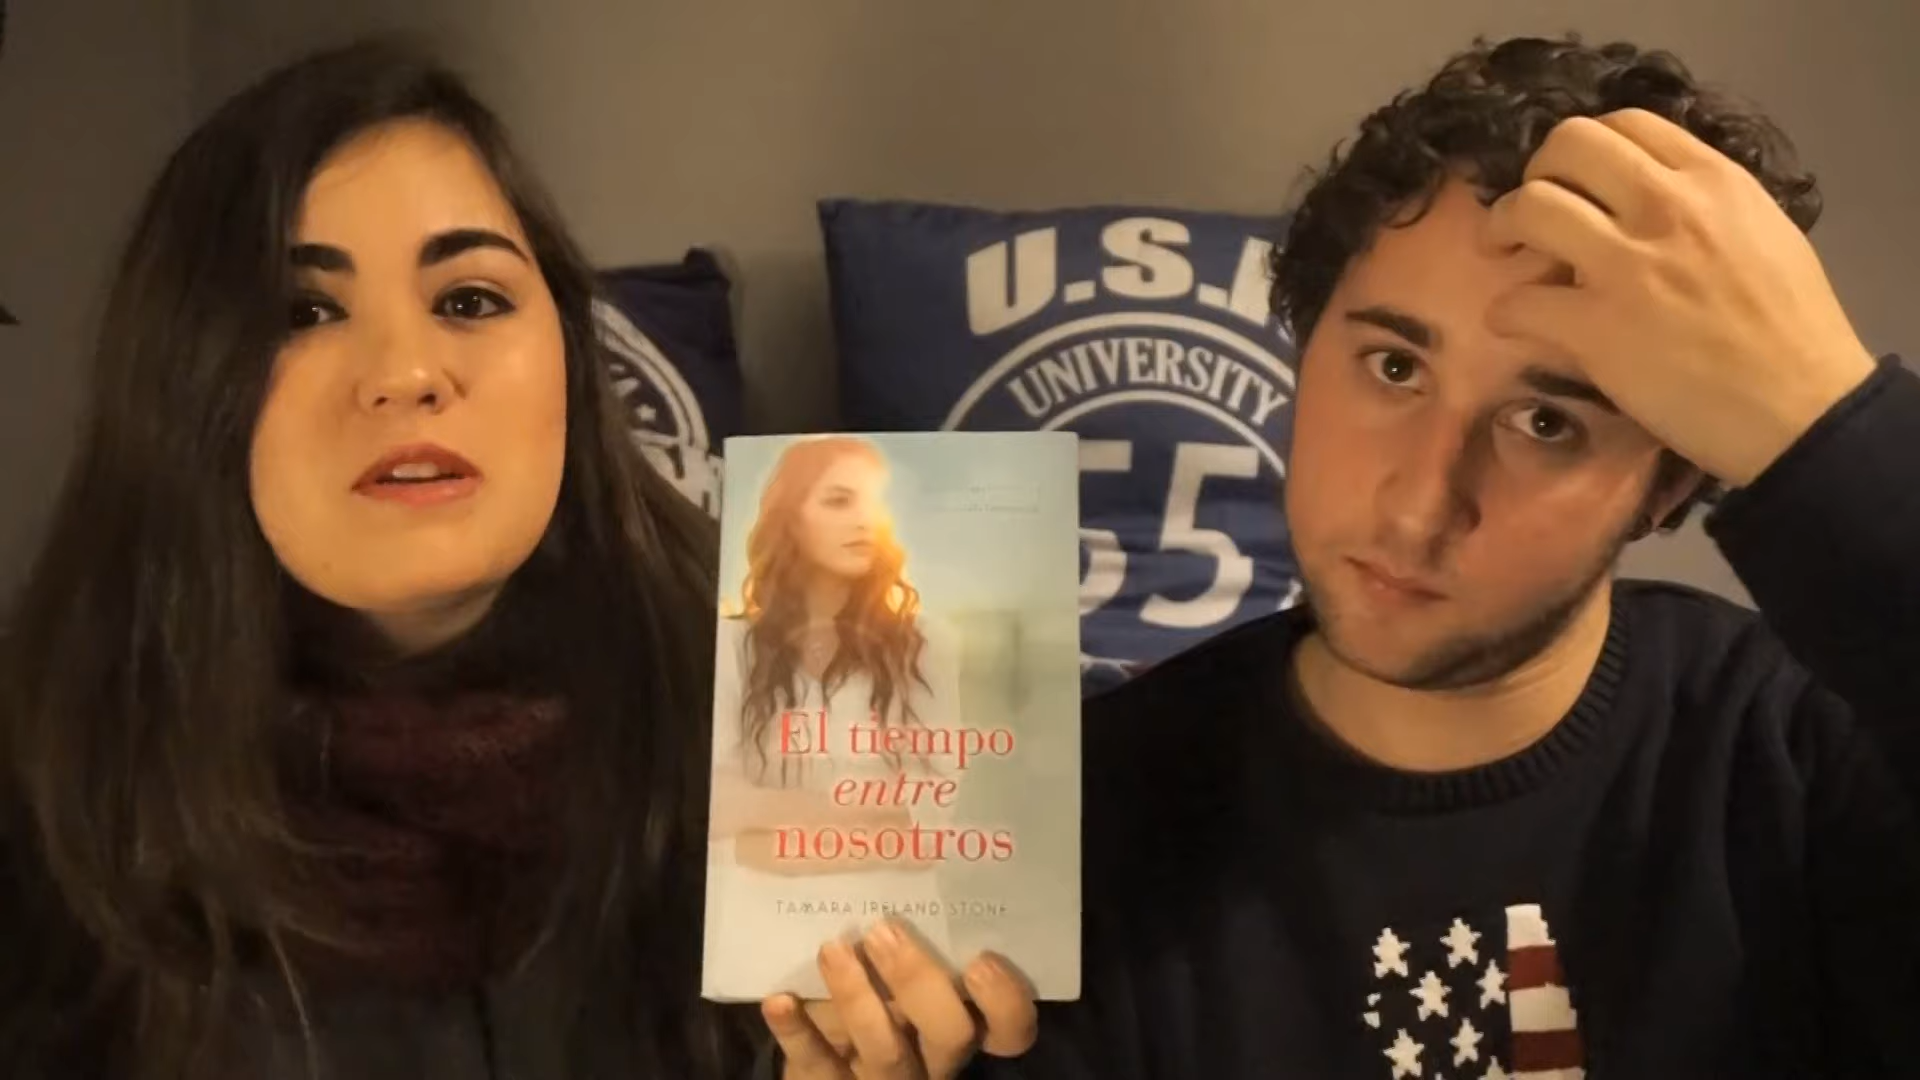 U.S.
UNIVERSITY
55
El tiempo
entre
nosotros
TAMARA IRELAND STONE